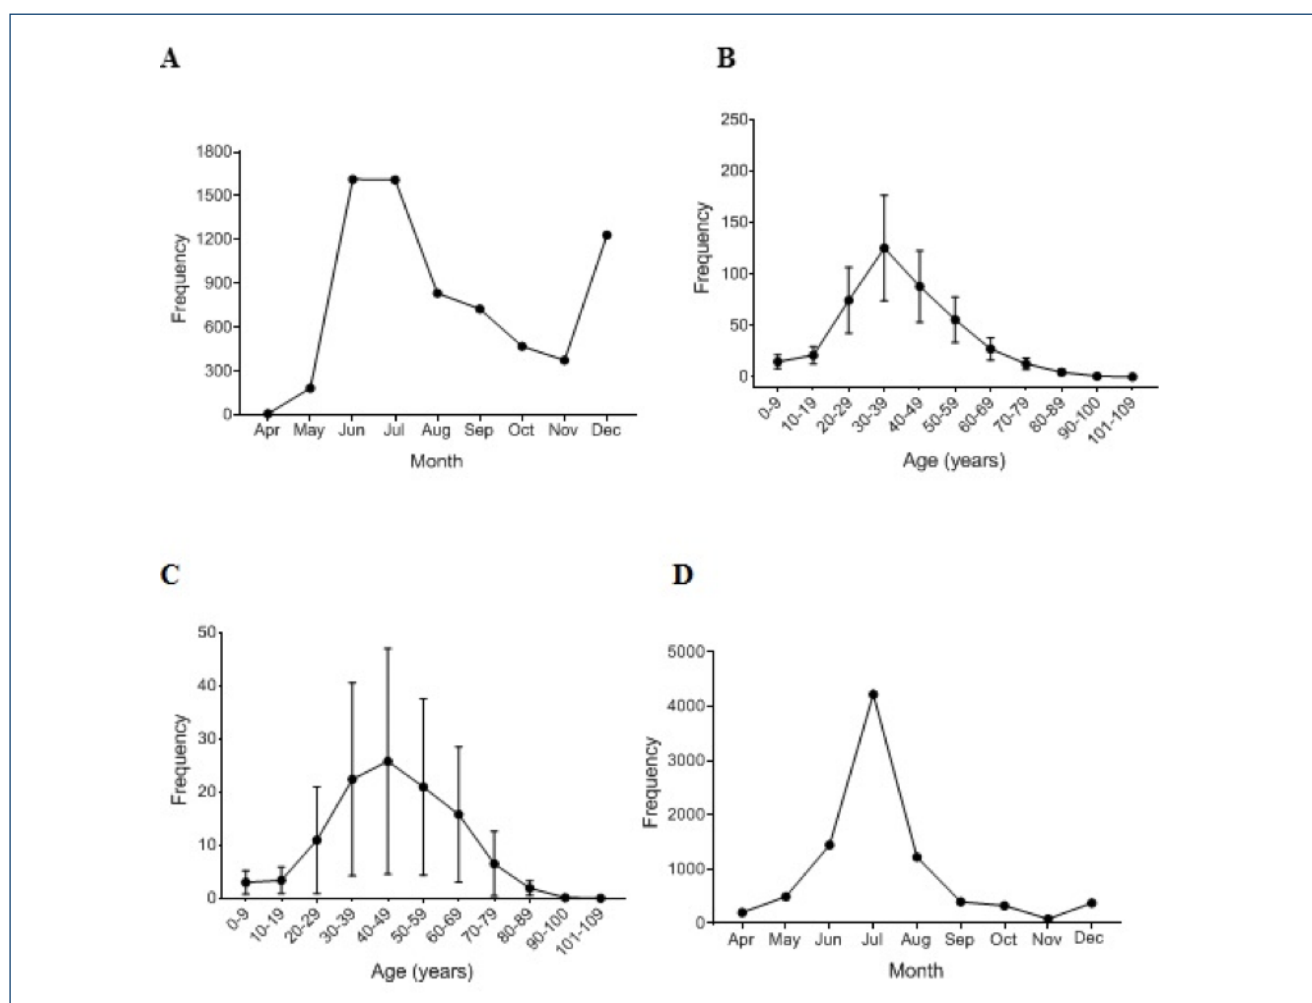 A
1800
1500
1200
900
600
300
0
Frequency
Apr May Jun Jul Aug Sep Oct Nov Dec
Month
B
250
200
150
100
50
0
Frequency
0-9 10-19 20-29 30-39 40-49 50-59 60-69 70-79 80-89 90-100 101-109
Age (years)
C
50
40
30
20
10
0
Frequency
0-9 10-19 20-29 30-39 40-49 50-59 60-69 70-79 80-89 90-100 101-109
Age (years)
D
5000
4000
3000
2000
1000
0
Frequency
Apr May Jun Jul Aug Sep Oct Nov Dec
Month